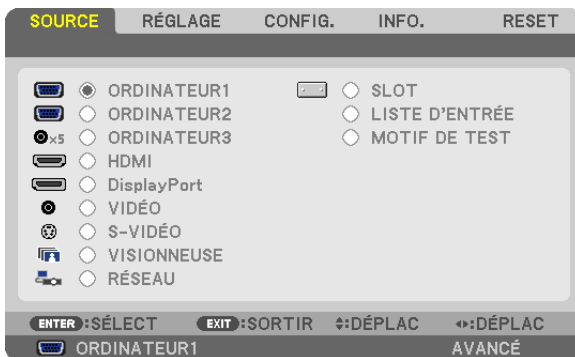 SOURCE RÉGLAGE CONFIG. INFO. RESET
ORDINATEUR1
ORDINATEUR2
×5 ORDINATEUR3
HDMI
DisplayPort
VIDÉO
S-VIDÉO
VISIONNEUSE
RÉSEAU
SLOT
LISTE D'ENTRÉE
MOTIF DE TEST
ENTER:SÉLECT EXIT:SORTIR :DÉPLAC :DÉPLAC
ORDINATEUR1 AVANCÉ